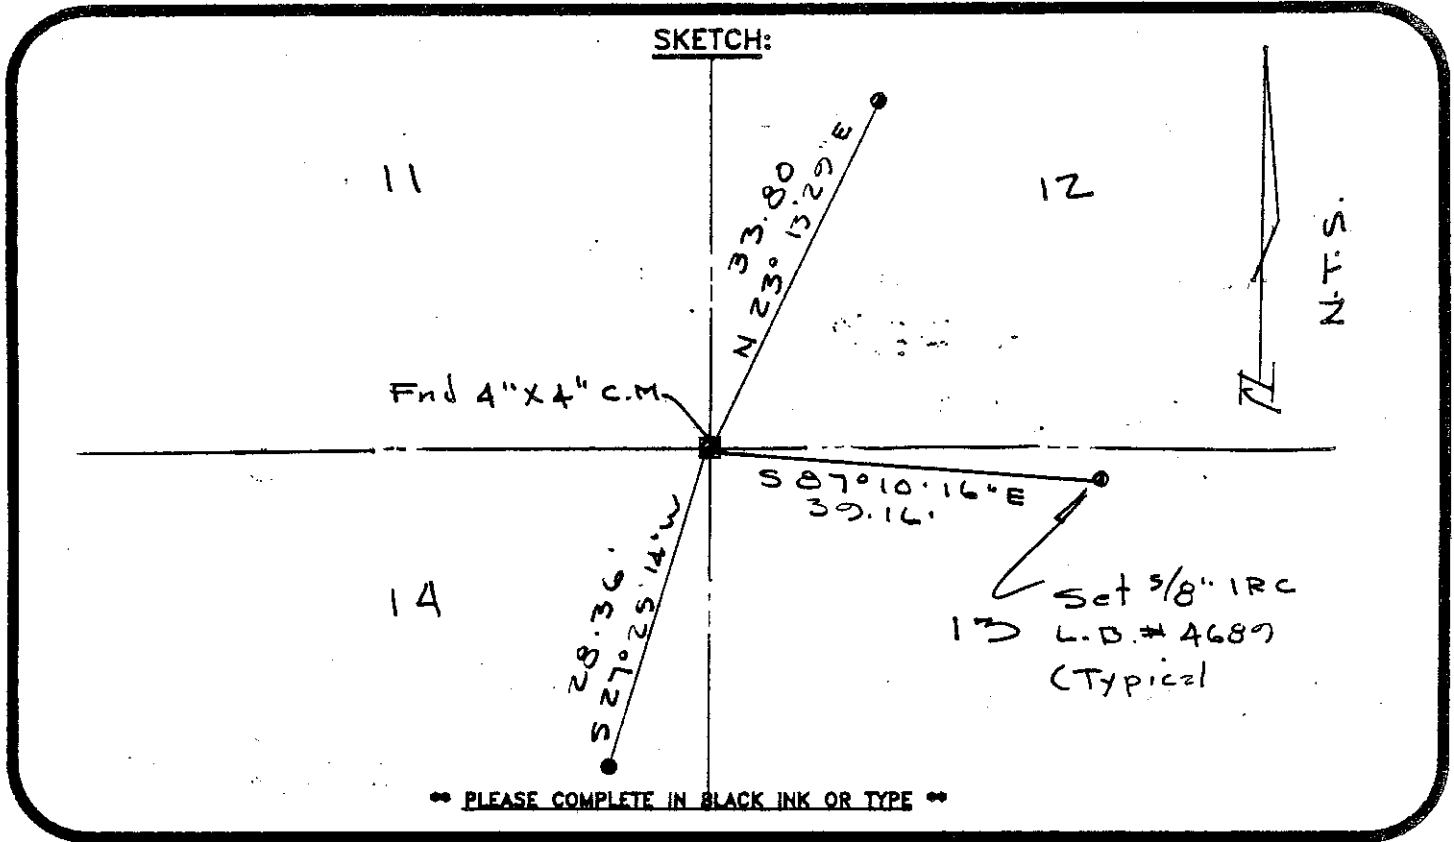 SKETCH:
11
12
33.80
N 23° 13' 29" E
N.T.S.
Fnd 4"X4" C.M.
S 87° 10' 16" E
39.16'
28.36'
S 27° 25' 14" W
14
13
Set 5/8" IRC
L.B.# 4689
(Typical
** PLEASE COMPLETE IN BLACK INK OR TYPE **